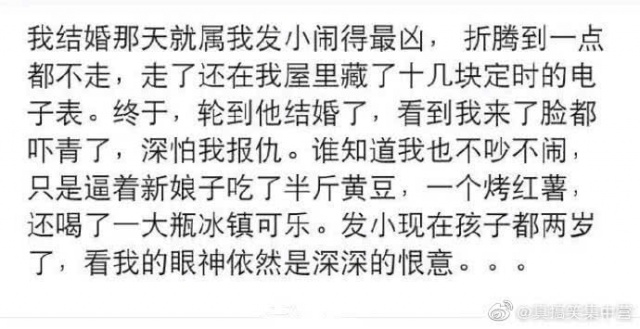 我结婚那天就属我发小闹得最凶， 折腾到一点
都不走，走了还在我屋里藏了十几块定时的电
子表。终于，轮到他结婚了，看到我来了脸都
吓青了，深怕我报仇。谁知道我也不吵不闹，
只是逼着新娘子吃了半斤黄豆，一个烤红薯，
还喝了一大瓶冰镇可乐。发小现在孩子都两岁
了，看我的眼神依然是深深的恨意。。。